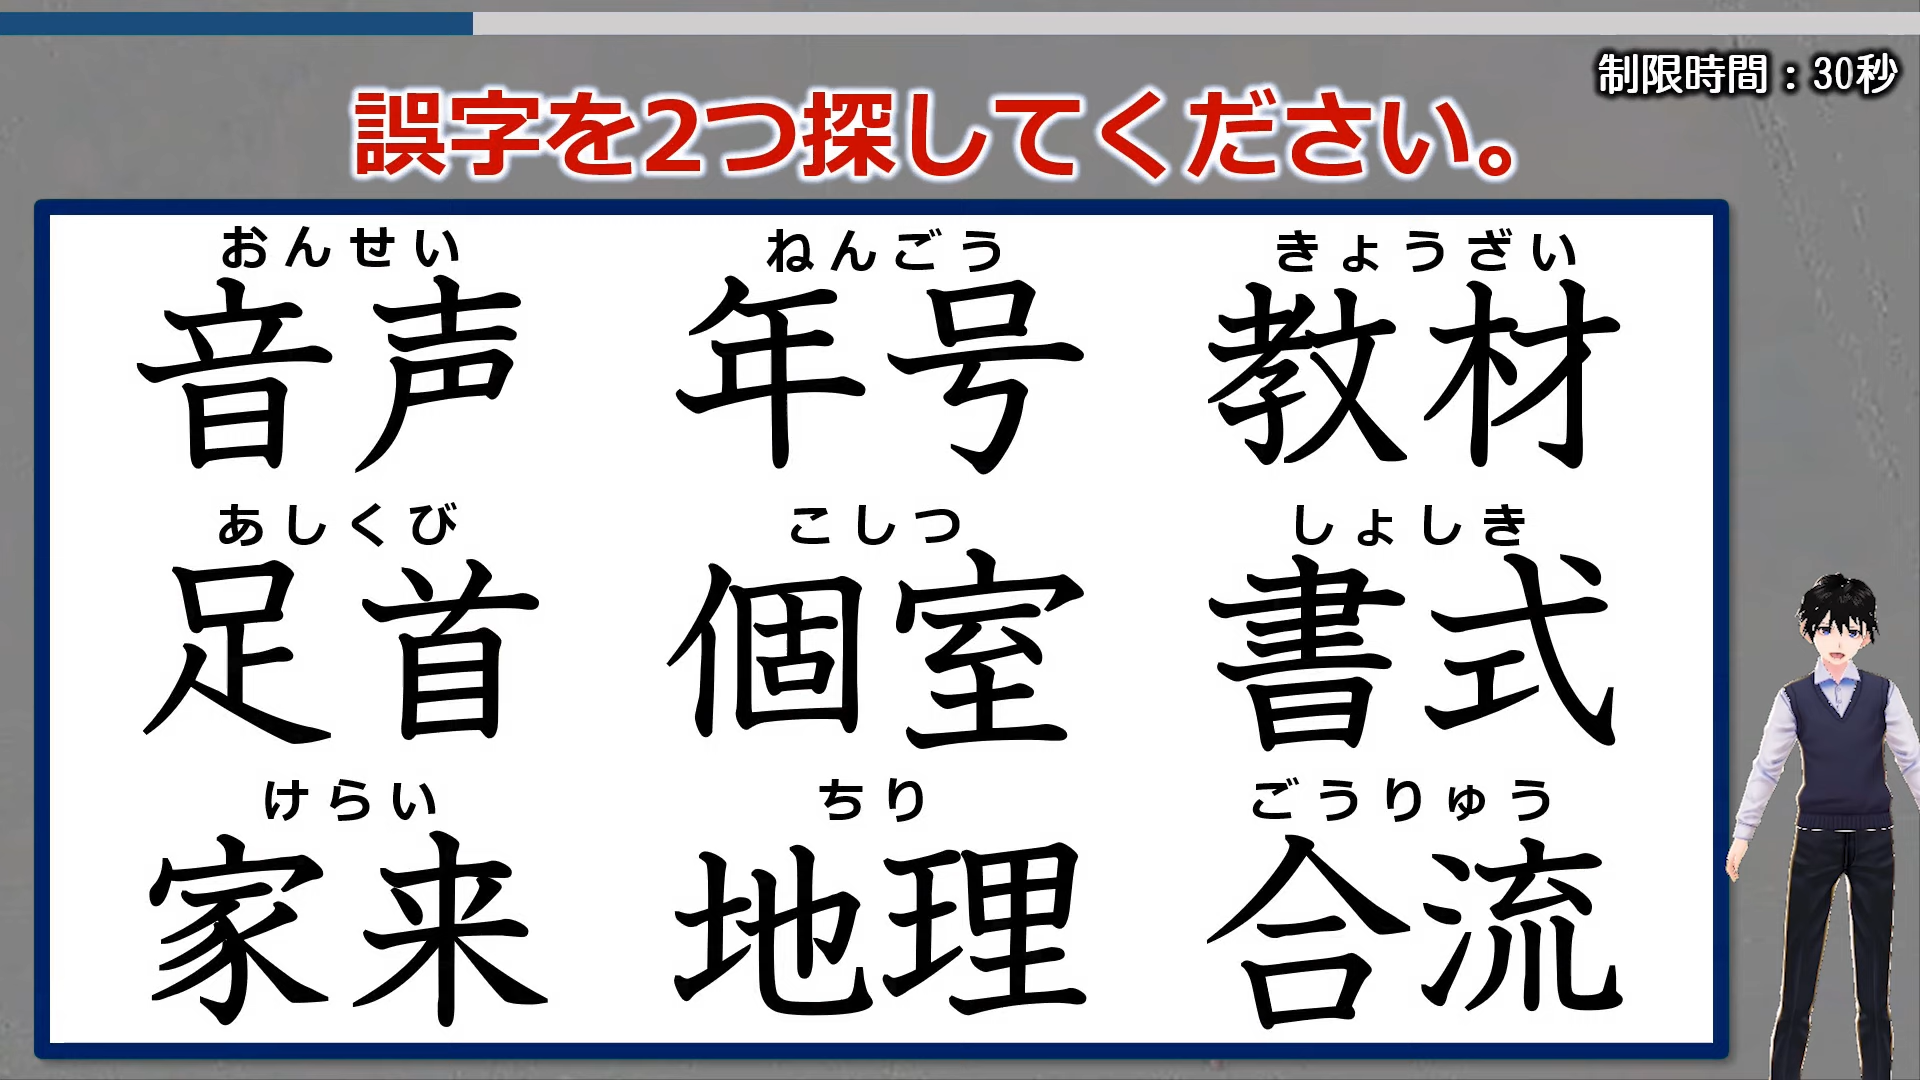 制限時間：30秒
誤字を2つ探してください。
おんせい ねんごう きょうざい
音声 年号 教材
あしくび こしつ しょしき
足首 個室 書式
けらい ちり ごうりゅう
家来 地理 合流